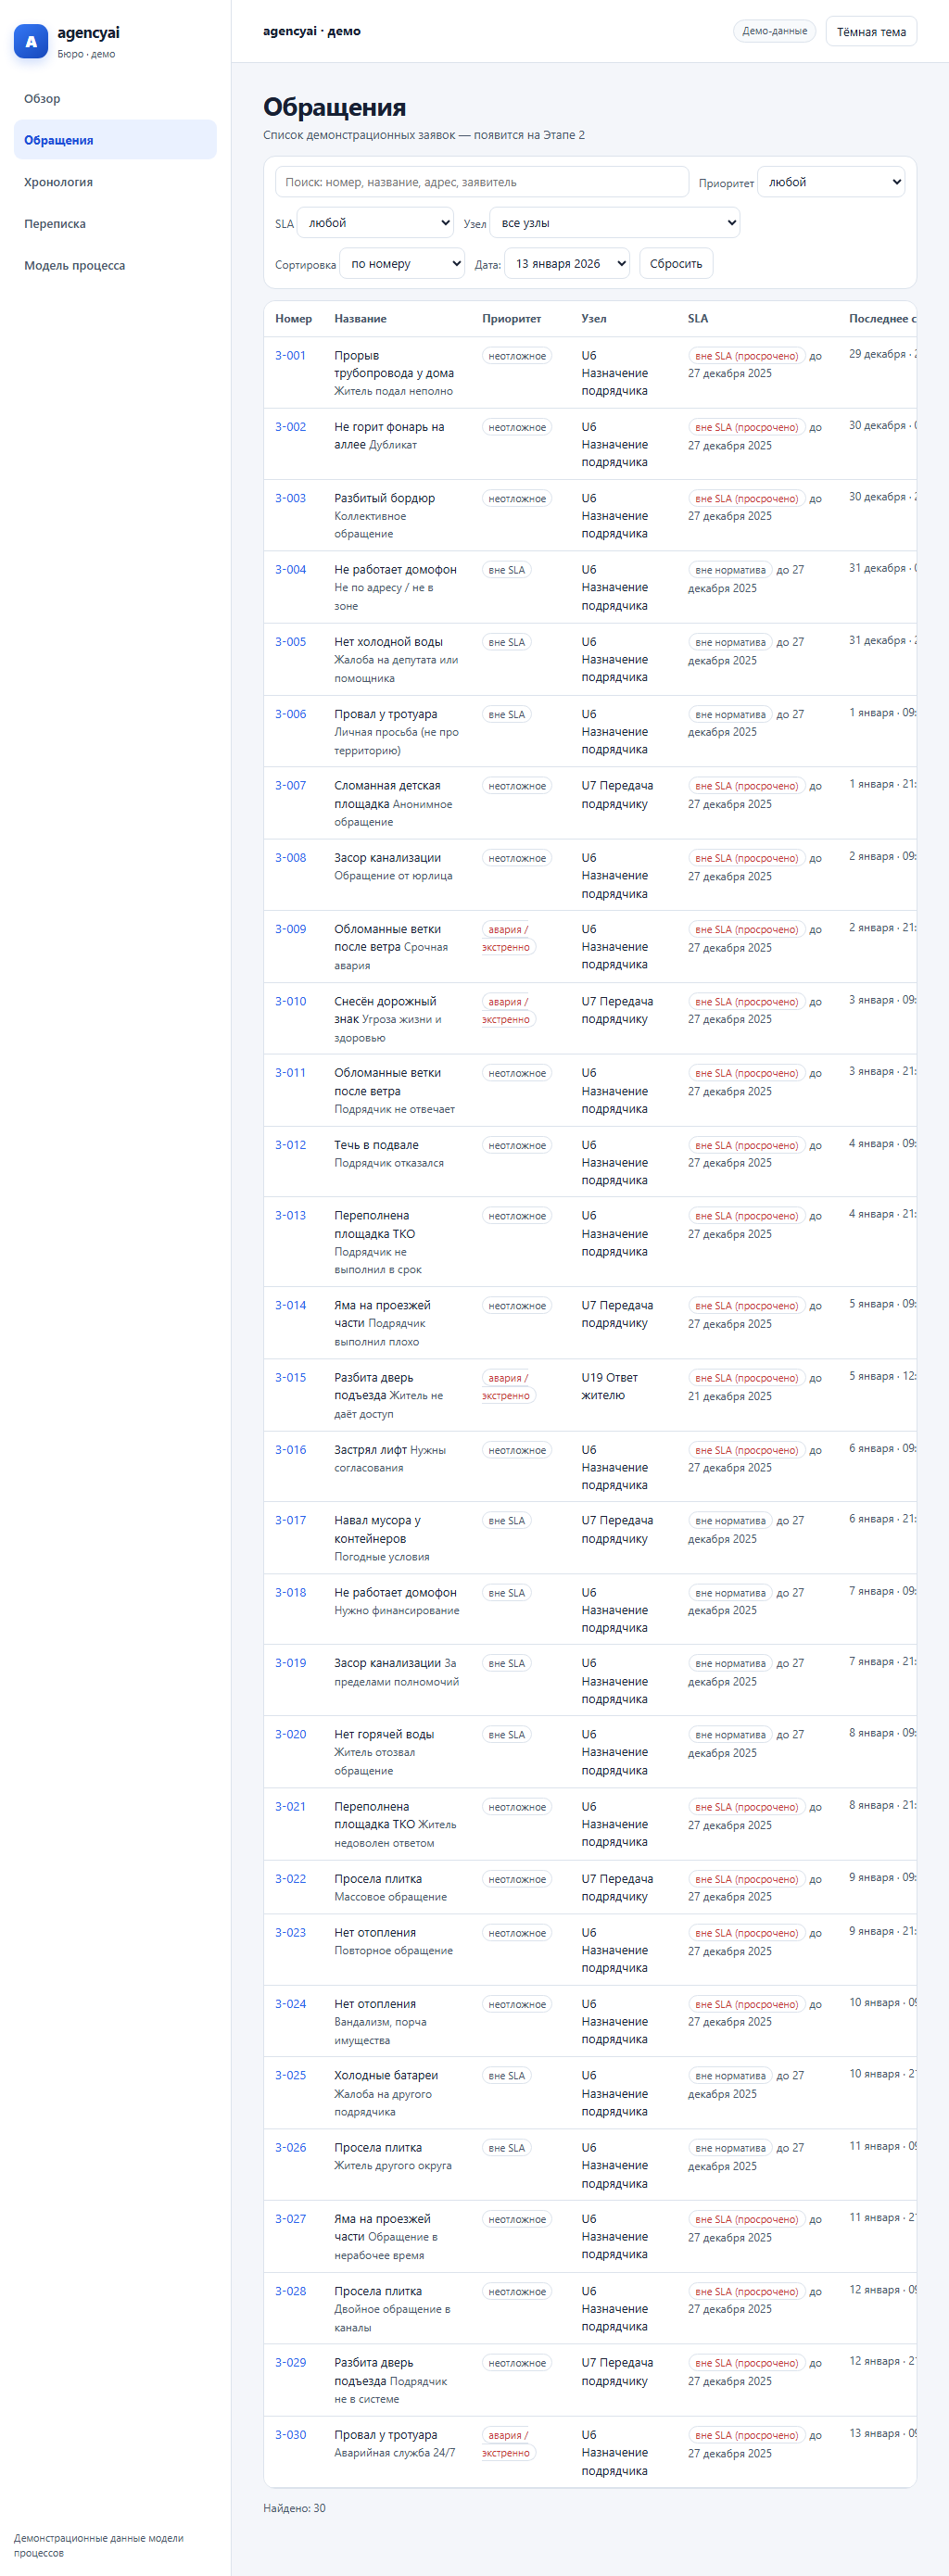 A
agencyai
Бюро · демо
Обзор
Обращения
Хронология
Переписка
Модель процесса
Демонстрационные данные модели
процессов
agencyai · демо
Демо-данные
Тёмная тема
Обращения
Список демонстрационных заявок — появится на Этапе 2
Поиск: номер, название, адрес, заявитель
Приоритет любой
SLA любой Узел все узлы
Сортировка по номеру Дата: 13 января 2026 Сбросить
Номер Название Приоритет Узел SLA Последнее с
З-001 Прорыв неотложное U6 вне SLA (просрочено) до 29 декабря ·
трубопровода у дома Назначение 27 декабря 2025
Житель подал неполно подрядчика
З-002 Не горит фонарь на неотложное U6 вне SLA (просрочено) до 30 декабря ·
аллее Дубликат Назначение 27 декабря 2025
подрядчика
З-003 Разбитый бордюр неотложное U6 вне SLA (просрочено) до 30 декабря ·
Коллективное Назначение 27 декабря 2025
обращение подрядчика
З-004 Не работает домофон вне SLA U6 вне норматива до 27 31 декабря ·
Не по адресу / не в Назначение декабря 2025
зоне подрядчика
З-005 Нет холодной воды вне SLA U6 вне норматива до 27 31 декабря ·
Жалоба на депутата или Назначение декабря 2025
помощника подрядчика
З-006 Провал у тротуара вне SLA U6 вне норматива до 27 1 января · 09:
Личная просьба (не про Назначение декабря 2025
территорию) подрядчика
З-007 Сломанная детская неотложное U7 Передача вне SLA (просрочено) до 1 января · 21:
площадка Анонимное подрядчику 27 декабря 2025
обращение
З-008 Засор канализации неотложное U6 вне SLA (просрочено) до 2 января · 09:
Обращение от юрлица Назначение 27 декабря 2025
подрядчика
З-009 Обломанные ветки авария / U6 вне SLA (просрочено) до 2 января · 21:
после ветра Срочная экстренно Назначение 27 декабря 2025
авария подрядчика
З-010 Снесён дорожный авария / U7 Передача вне SLA (просрочено) до 3 января · 09:
знак Угроза жизни и экстренно подрядчику 27 декабря 2025
здоровью
З-011 Обломанные ветки неотложное U6 вне SLA (просрочено) до 3 января · 21:
после ветра Назначение 27 декабря 2025
Подрядчик не отвечает подрядчика
З-012 Течь в подвале неотложное U6 вне SLA (просрочено) до 4 января · 09:
Подрядчик отказался Назначение 27 декабря 2025
подрядчика
З-013 Переполнена неотложное U6 вне SLA (просрочено) до 4 января · 21:
площадка ТКО Назначение 27 декабря 2025
Подрядчик не подрядчика
выполнил в срок
З-014 Яма на проезжей неотложное U7 Передача вне SLA (просрочено) до 5 января · 09:
части Подрядчик подрядчику 27 декабря 2025
выполнил плохо
З-015 Разбита дверь авария / U19 Ответ вне SLA (просрочено) до 5 января · 12:
подъезда Житель не экстренно жителю 21 декабря 2025
даёт доступ
З-016 Застрял лифт Нужны неотложное U6 вне SLA (просрочено) до 6 января · 09:
согласования Назначение 27 декабря 2025
подрядчика
З-017 Навал мусора у вне SLA U7 Передача вне норматива до 27 6 января · 21:
контейнеров подрядчику декабря 2025
Погодные условия
З-018 Не работает домофон вне SLA U6 вне норматива до 27 7 января · 09:
Нужно финансирование Назначение декабря 2025
подрядчика
З-019 Засор канализации За вне SLA U6 вне норматива до 27 7 января · 21:
пределами полномочий Назначение декабря 2025
подрядчика
З-020 Нет горячей воды вне SLA U6 вне норматива до 27 8 января · 09:
Житель отозвал Назначение декабря 2025
обращение подрядчика
З-021 Переполнена неотложное U6 вне SLA (просрочено) до 8 января · 21:
площадка ТКО Житель Назначение 27 декабря 2025
недоволен ответом подрядчика
З-022 Просела плитка неотложное U7 Передача вне SLA (просрочено) до 9 января · 09:
Массовое обращение подрядчику 27 декабря 2025
З-023 Нет отопления неотложное U6 вне SLA (просрочено) до 9 января · 21:
Повторное обращение Назначение 27 декабря 2025
подрядчика
З-024 Нет отопления неотложное U6 вне SLA (просрочено) до 10 января · 09
Вандализм, порча Назначение 27 декабря 2025
имущества подрядчика
З-025 Холодные батареи вне SLA U6 вне норматива до 27 10 января · 21
Жалоба на другого Назначение декабря 2025
подрядчика подрядчика
З-026 Просела плитка вне SLA U6 вне норматива до 27 11 января · 09
Житель другого округа Назначение декабря 2025
подрядчика
З-027 Яма на проезжей неотложное U6 вне SLA (просрочено) до 11 января · 21
части Обращение в Назначение 27 декабря 2025
нерабочее время подрядчика
З-028 Просела плитка неотложное U6 вне SLA (просрочено) до 12 января · 09
Двойное обращение в Назначение 27 декабря 2025
каналы подрядчика
З-029 Разбита дверь неотложное U7 Передача вне SLA (просрочено) до 12 января · 21
подъезда Подрядчик подрядчику 27 декабря 2025
не в системе
З-030 Провал у тротуара авария / U6 вне SLA (просрочено) до 13 января · 09
Аварийная служба 24/7 экстренно Назначение 27 декабря 2025
подрядчика
Найдено: 30